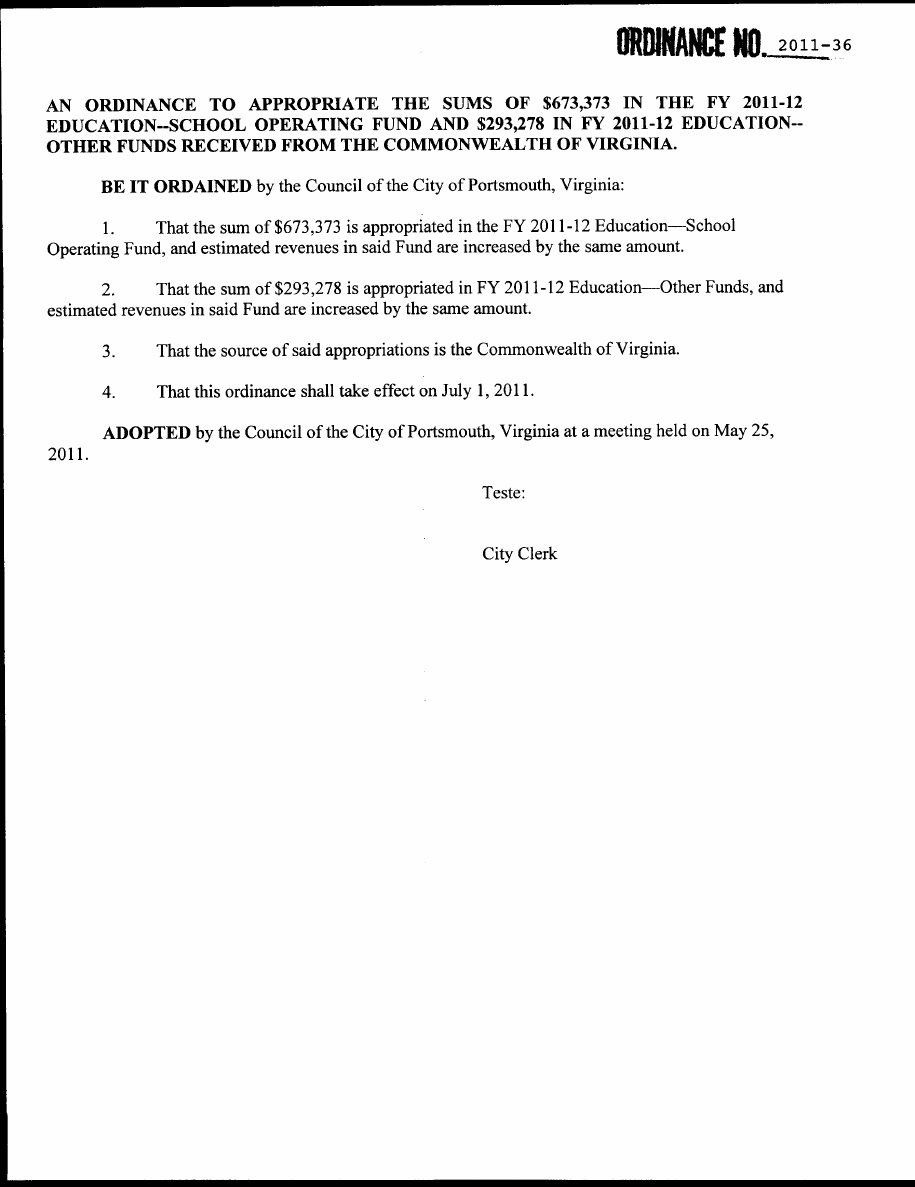 ORDINANCE NO. 2011-36
AN ORDINANCE TO APPROPRIATE THE SUMS OF $673,373 IN THE FY 2011-12
EDUCATION--SCHOOL OPERATING FUND AND $293,278 IN FY 2011-12 EDUCATION--
OTHER FUNDS RECEIVED FROM THE COMMONWEALTH OF VIRGINIA.
BE IT ORDAINED by the Council of the City of Portsmouth, Virginia:
1. That the sum of $673,373 is appropriated in the FY 2011-12 Education—School
Operating Fund, and estimated revenues in said Fund are increased by the same amount.
2. That the sum of $293,278 is appropriated in FY 2011-12 Education—Other Funds, and
estimated revenues in said Fund are increased by the same amount.
3. That the source of said appropriations is the Commonwealth of Virginia.
4. That this ordinance shall take effect on July 1, 2011.
ADOPTED by the Council of the City of Portsmouth, Virginia at a meeting held on May 25,
2011.
Teste:
City Clerk